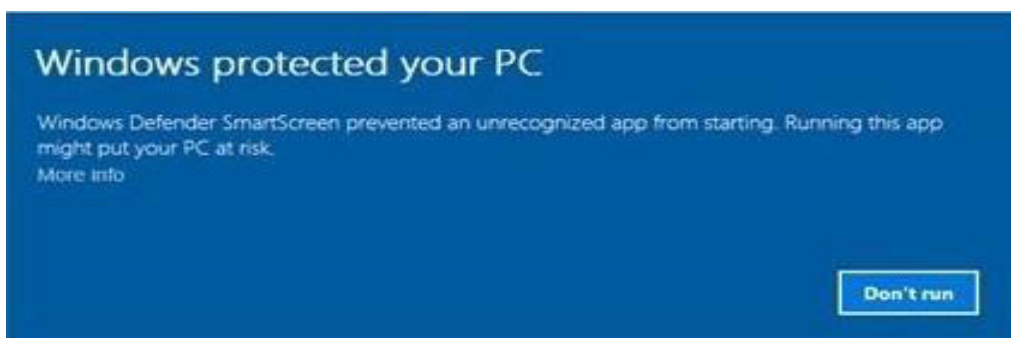 Windows protected your PC
Windows Defender SmartScreen prevented an unrecognized app from starting. Running this app
might put your PC at risk.
More info
Don't run